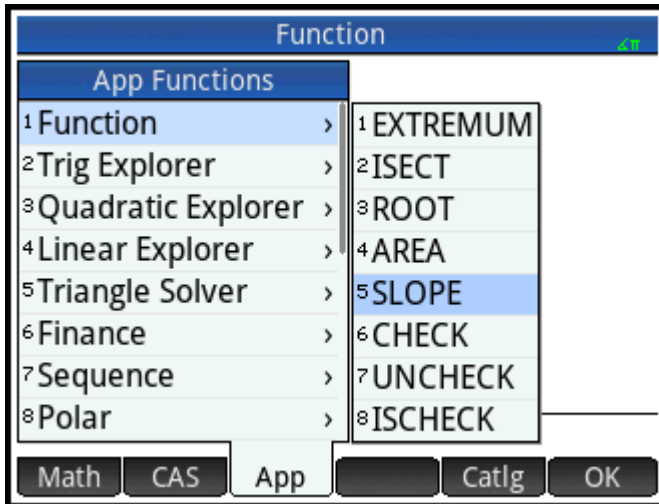 Function
∡π
App Functions
1 Function ›
2 Trig Explorer ›
3 Quadratic Explorer ›
4 Linear Explorer ›
5 Triangle Solver ›
6 Finance ›
7 Sequence ›
8 Polar ›
1 EXTREMUM
2 ISECT
3 ROOT
4 AREA
5 SLOPE
6 CHECK
7 UNCHECK
8 ISCHECK
Math CAS App Catlg OK